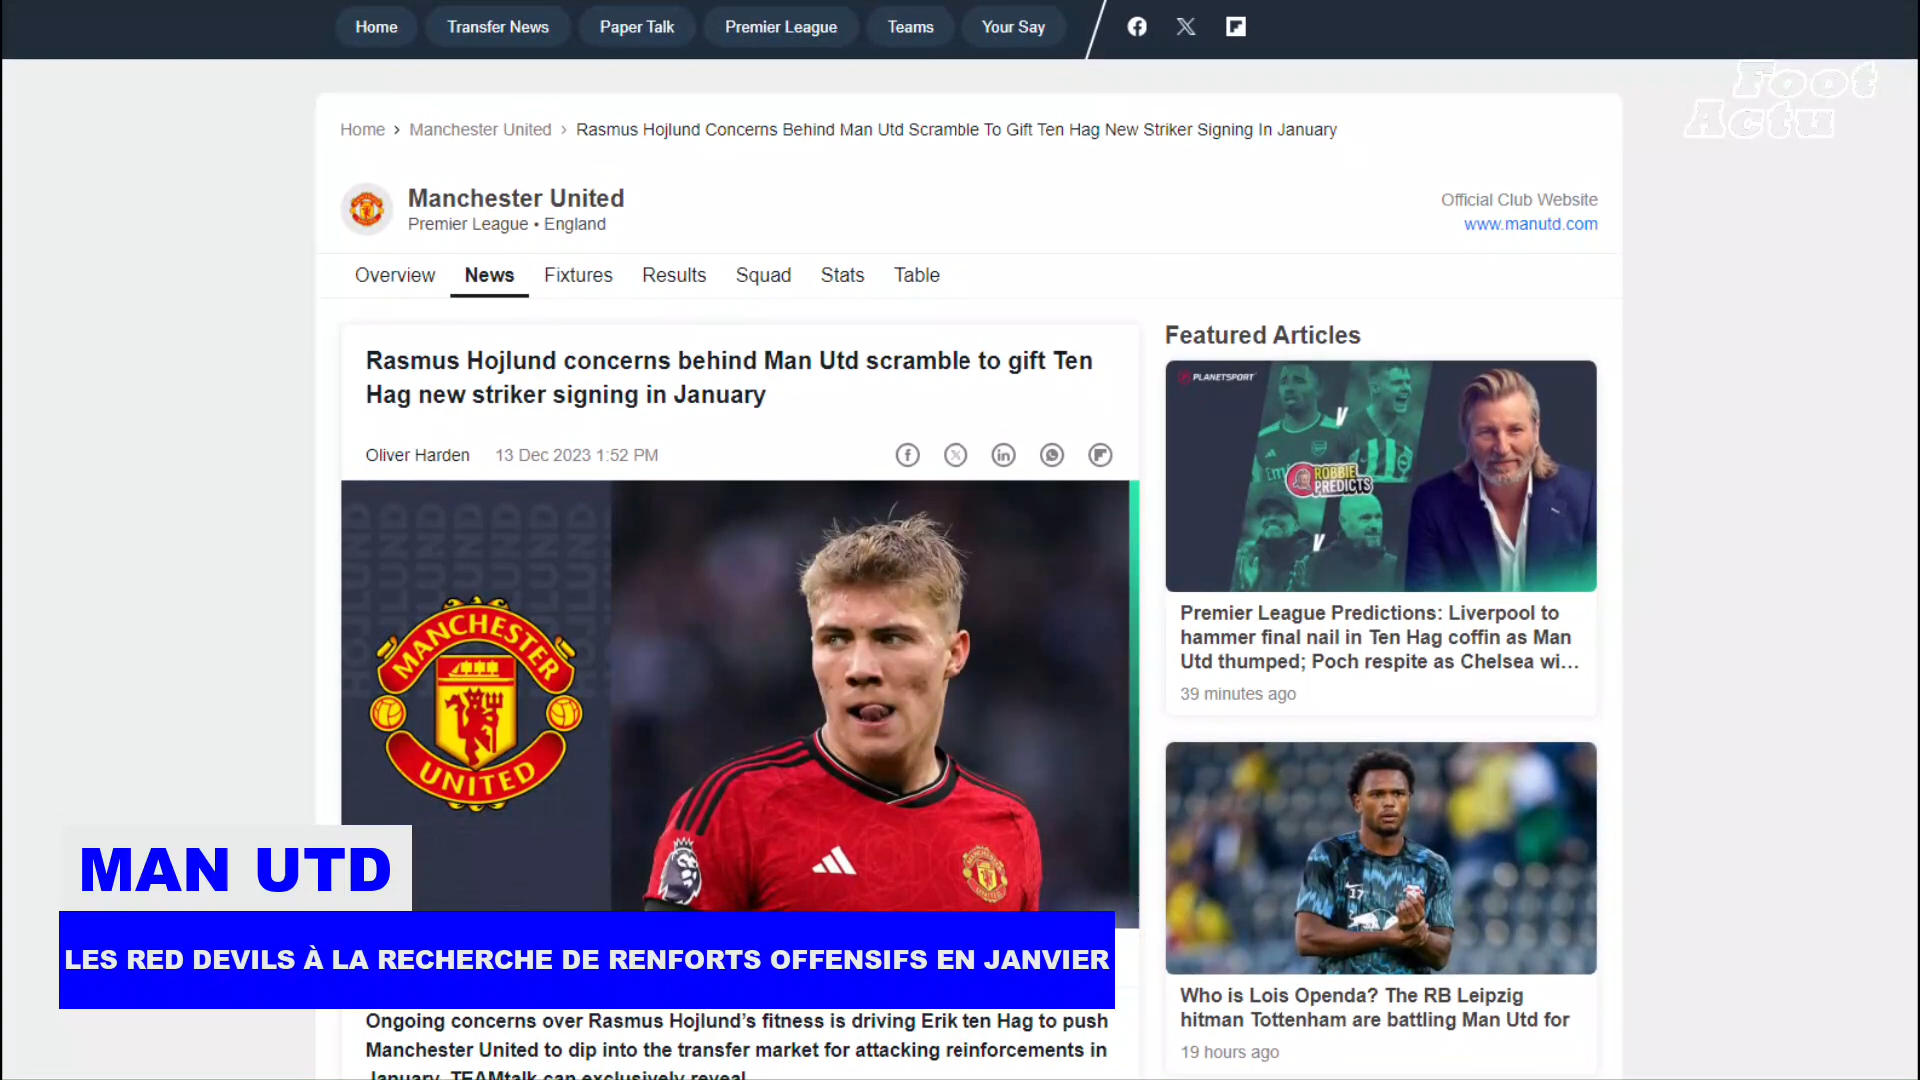 Home Transfer News Paper Talk Premier League Teams Your Say
Foot
Actu
Home > Manchester United > Rasmus Hojlund Concerns Behind Man Utd Scramble To Gift Ten Hag New Striker Signing In January
Manchester United
Premier League • England
Official Club Website
www.manutd.com
Overview News Fixtures Results Squad Stats Table
Rasmus Hojlund concerns behind Man Utd scramble to gift Ten
Hag new striker signing in January
Oliver Harden 13 Dec 2023 1:52 PM
HOJLUND
MANCHESTER
UNITED
MAN UTD
LES RED DEVILS À LA RECHERCHE DE RENFORTS OFFENSIFS EN JANVIER
Ongoing concerns over Rasmus Hojlund's fitness is driving Erik ten Hag to push
Manchester United to dip into the transfer market for attacking reinforcements in
January, TEAMtalk can exclusively reveal.
Featured Articles
PLANETSPORT
V
ROBBIE
PREDICTS
V
Premier League Predictions: Liverpool to
hammer final nail in Ten Hag coffin as Man
Utd thumped; Poch respite as Chelsea wi...
39 minutes ago
17
Who is Lois Openda? The RB Leipzig
hitman Tottenham are battling Man Utd for
19 hours ago